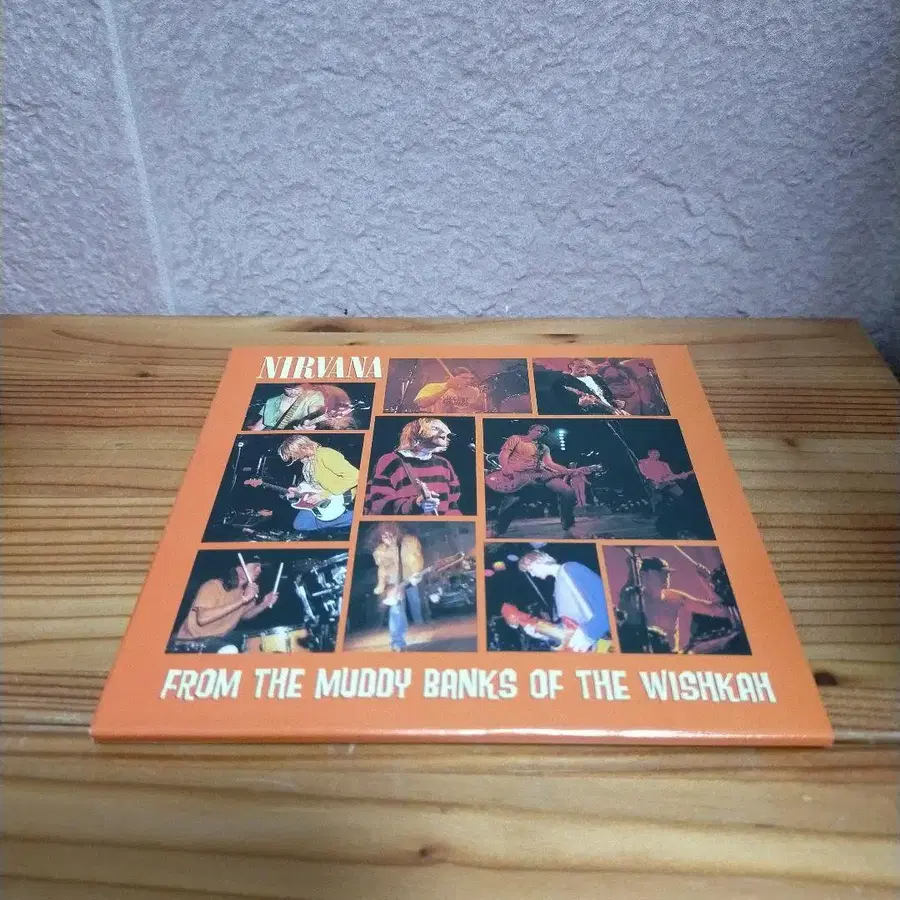 NIRVANA
FROM THE MUDDY BANKS OF THE WISHKAH